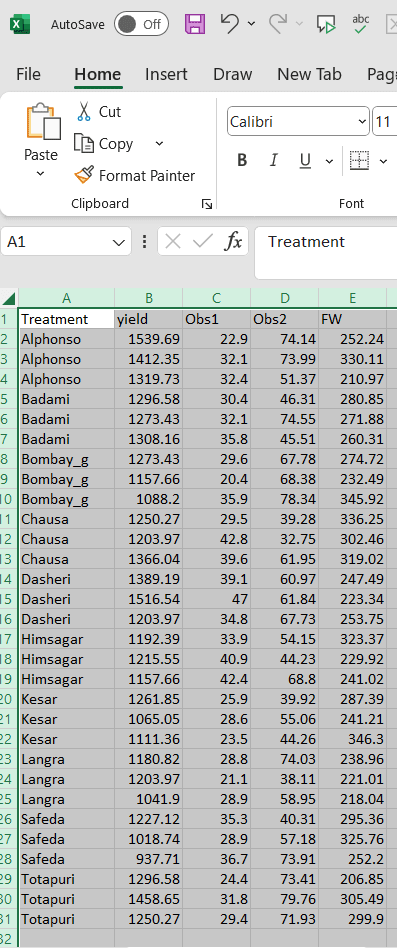 AutoSave Off abc
File Home Insert Draw New Tab
Calibri 11
Cut
Copy
Paste
B I U
Format Painter
Clipboard Font
A1 fx Treatment
A B C D E
1 Treatment yield Obs1 Obs2 FW
2 Alphonso 1539.69 22.9 74.14 252.24
3 Alphonso 1412.35 32.1 73.99 330.11
4 Alphonso 1319.73 32.4 51.37 210.97
5 Badami 1296.58 30.4 46.31 280.85
6 Badami 1273.43 32.1 74.55 271.88
7 Badami 1308.16 35.8 45.51 260.31
8 Bombay_g 1273.43 29.6 67.78 274.72
9 Bombay_g 1157.66 20.4 68.38 232.49
10 Bombay_g 1088.2 35.9 78.34 345.92
11 Chausa 1250.27 29.5 39.28 336.25
12 Chausa 1203.97 42.8 32.75 302.46
13 Chausa 1366.04 39.6 61.95 319.02
14 Dasheri 1389.19 39.1 60.97 247.49
15 Dasheri 1516.54 47 61.84 223.34
16 Dasheri 1203.97 34.8 67.73 253.75
17 Himsagar 1192.39 33.9 54.15 323.37
18 Himsagar 1215.55 40.9 44.23 229.92
19 Himsagar 1157.66 42.4 68.8 241.02
20 Kesar 1261.85 25.9 39.92 287.39
21 Kesar 1065.05 28.6 55.06 241.21
22 Kesar 1111.36 23.5 44.26 346.3
23 Langra 1180.82 28.8 74.03 238.96
24 Langra 1203.97 21.1 38.11 221.01
25 Langra 1041.9 28.9 58.95 218.04
26 Safeda 1227.12 35.3 40.31 295.36
27 Safeda 1018.74 28.9 57.18 325.76
28 Safeda 937.71 36.7 73.91 252.2
29 Totapuri 1296.58 24.4 73.41 206.85
30 Totapuri 1458.65 31.8 79.76 305.49
31 Totapuri 1250.27 29.4 71.93 299.9
32